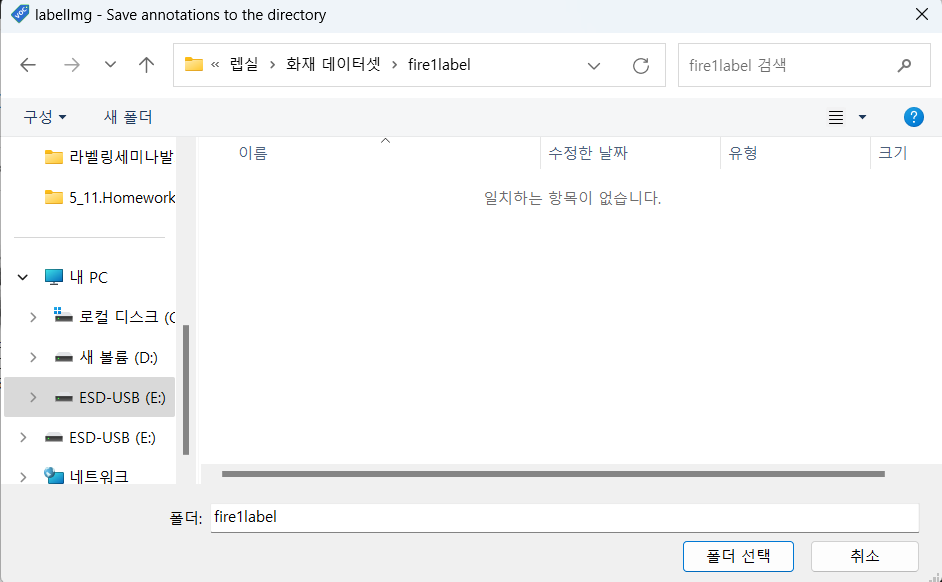 labelImg - Save annotations to the directory
« 렙실 > 화재 데이터셋 > fire1label
fire1label 검색
구성
새 폴더
?
라벨링세미나발
5_11.Homework
내 PC
로컬 디스크 (C
새 볼륨 (D:)
ESD-USB (E:)
ESD-USB (E:)
네트워크
이름
수정한 날짜
유형
크기
일치하는 항목이 없습니다.
폴더:
fire1label
폴더 선택
취소